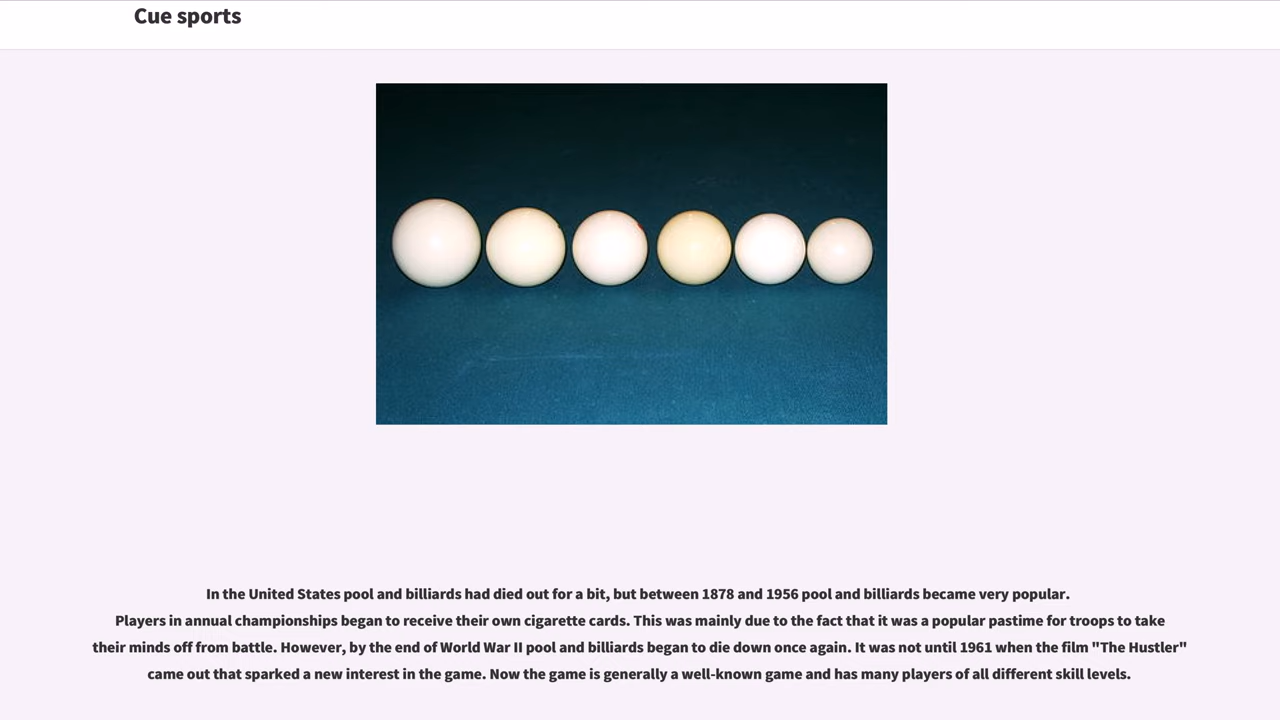 Cue sports
In the United States pool and billiards had died out for a bit, but between 1878 and 1956 pool and billiards became very popular.
Players in annual championships began to receive their own cigarette cards. This was mainly due to the fact that it was a popular pastime for troops to take
their minds off from battle. However, by the end of World War II pool and billiards began to die down once again. It was not until 1961 when the film "The Hustler"
came out that sparked a new interest in the game. Now the game is generally a well-known game and has many players of all different skill levels.